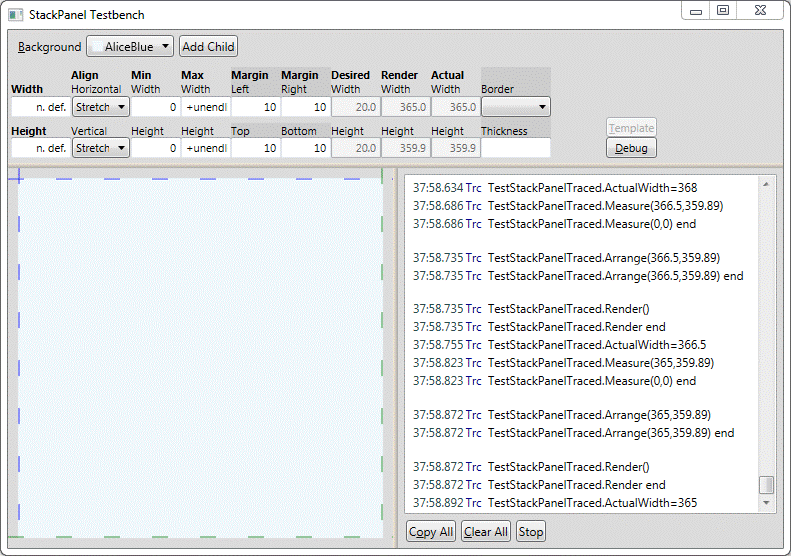 StackPanel Testbench
Background AliceBlue Add Child
Align Min Max Margin Margin Desired Render Actual
Width Horizontal Width Width Left Right Width Width Width Border
n. def. Stretch 0 +unendl 10 10 20.0 365.0 365.0
Height Vertical Height Height Top Bottom Height Height Height Thickness Template
n. def. Stretch 0 +unendl 10 10 20.0 359.9 359.9 Debug
37:58.634 Trc TestStackPanelTraced.ActualWidth=368
37:58.686 Trc TestStackPanelTraced.Measure(366.5,359.89)
37:58.686 Trc TestStackPanelTraced.Measure(0,0) end
37:58.735 Trc TestStackPanelTraced.Arrange(366.5,359.89)
37:58.735 Trc TestStackPanelTraced.Arrange(366.5,359.89) end
37:58.735 Trc TestStackPanelTraced.Render()
37:58.735 Trc TestStackPanelTraced.Render end
37:58.755 Trc TestStackPanelTraced.ActualWidth=366.5
37:58.823 Trc TestStackPanelTraced.Measure(365,359.89)
37:58.823 Trc TestStackPanelTraced.Measure(0,0) end
37:58.872 Trc TestStackPanelTraced.Arrange(365,359.89)
37:58.872 Trc TestStackPanelTraced.Arrange(365,359.89) end
37:58.872 Trc TestStackPanelTraced.Render()
37:58.872 Trc TestStackPanelTraced.Render end
37:58.892 Trc TestStackPanelTraced.ActualWidth=365
Copy All Clear All Stop